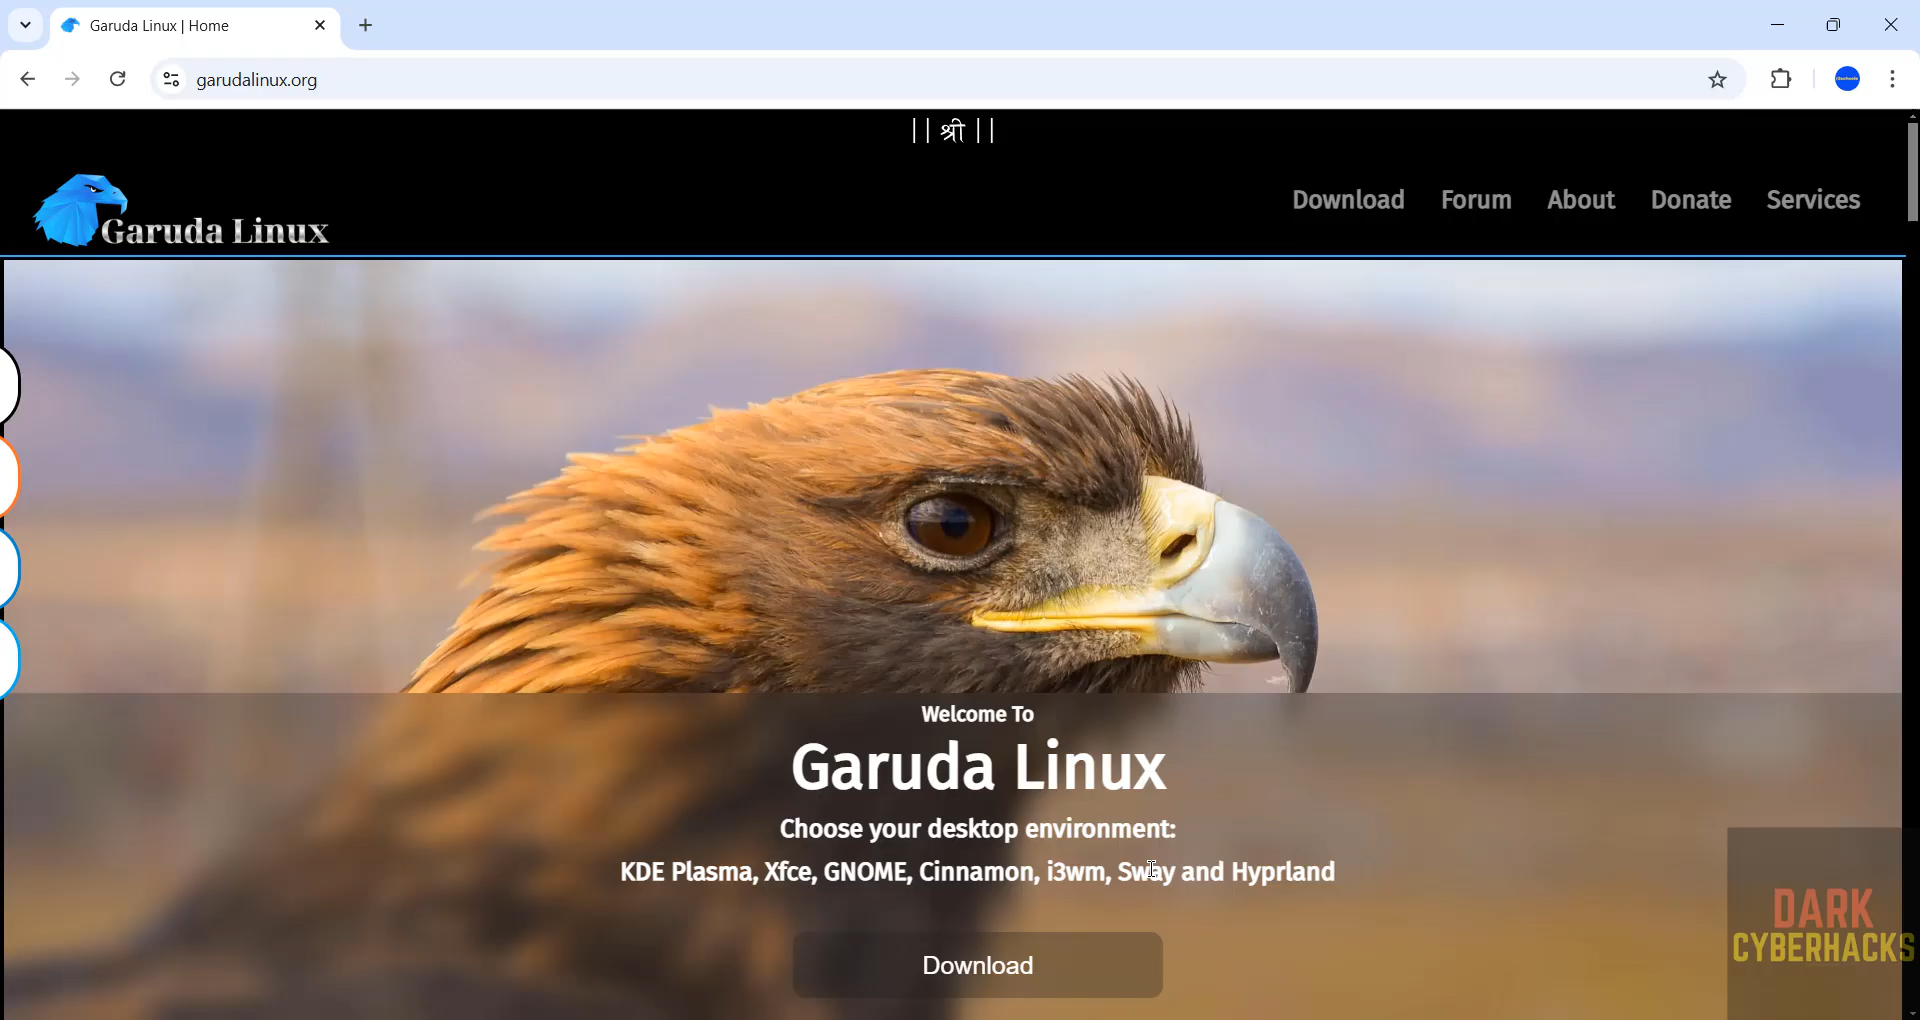 Garuda Linux | Home
garudalinux.org
|| श्री ||
Garuda Linux
Download Forum About Donate Services
Welcome To
Garuda Linux
Choose your desktop environment:
KDE Plasma, Xfce, GNOME, Cinnamon, i3wm, Sway and Hyprland
Download
DARK
CYBERHACKS